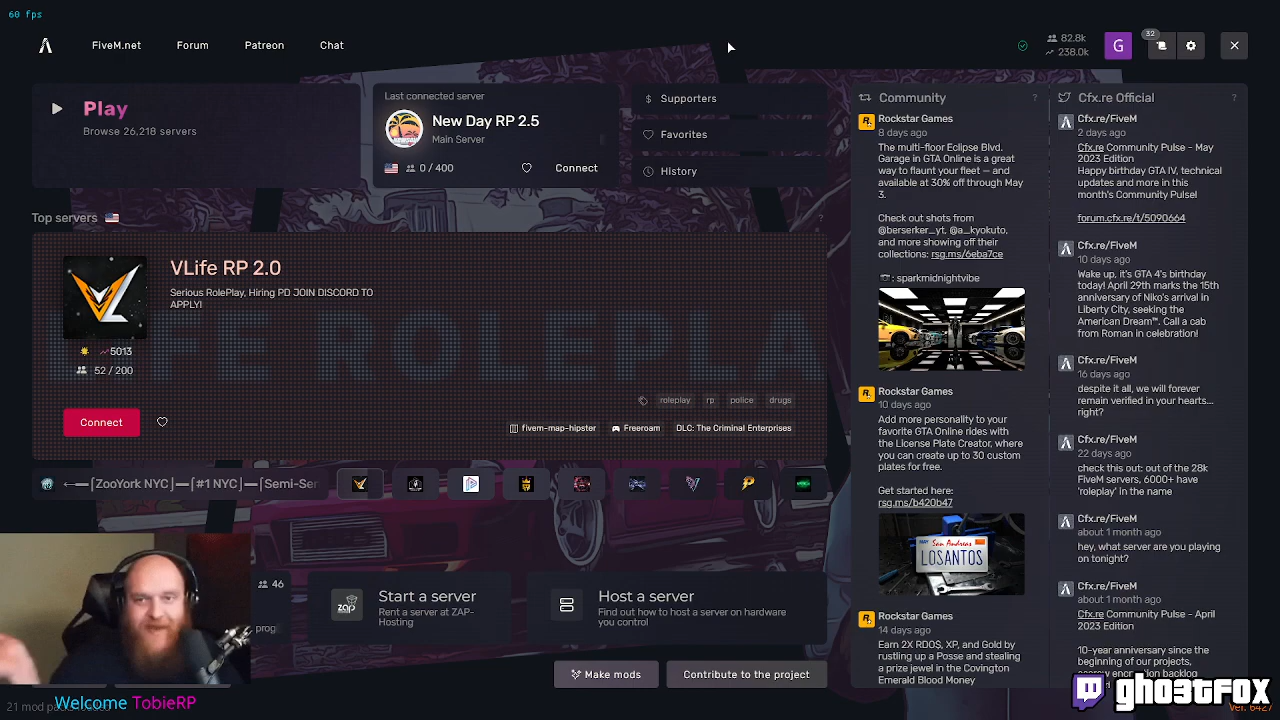 60 fps
FiveM.net
Forum
Patreon
Chat
82.8k
238.0k
G
32
Play
Browse 20,218 servers
Last connected server
New Day RP 2.5
Main Server
0 / 400
Connect
$ Supporters
Favorites
History
Top servers
VLife RP 2.0
Serious RolePlay, Hiring PD JOIN DISCORD TO
APPLY!
ROLEPLA
5013
52 / 200
roleplay
rp
police
drugs
Connect
fivem-map-hipster
Freeroam
DLC: The Criminal Enterprises
⟵⎯[ZooYork NYC]⎯[#1 NYC]⎯[Semi-Ser
46
prog
Start a server
Rent a server at ZAP-
Hosting
ZAP
Host a server
Find out how to host a server on hardware
you control
Make mods
Contribute to the project
Community
?
Rockstar Games
8 days ago
The multi-floor Eclipse Blvd.
Garage in GTA Online is a great
way to flaunt your fleet — and
available at 30% off through May
3.
Check out shots from
@berserker_yt, @a_kyokuto,
and more showing off their
collections: rsg.ms/6eba7ce
: sparkmidnightvibe
Rockstar Games
10 days ago
Add more personality to your
favorite GTA Online rides with
the License Plate Creator, where
you can create up to 30 custom
plates for free.
Get started here:
rsg.ms/b420b47
San Andreas
LOSANTOS
Rockstar Games
14 days ago
Earn 2X RDOS, XP, and Gold by
rustling up a Posse and stealing
a prize jewel in the Covington
Emerald Blood Money
Cfx.re Official
?
Cfx.re/FiveM
2 days ago
Cfx.re Community Pulse - May
2023 Edition
Happy birthday GTA IV, technical
updates and more in this
month's Community Pulse!
forum.cfx.re/t/5090664
Cfx.re/FiveM
10 days ago
Wake up, it's GTA 4's birthday
today! April 29th marks the 15th
anniversary of Niko's arrival in
Liberty City, seeking the
American Dream™. Call a cab
from Roman in celebration!
Cfx.re/FiveM
16 days ago
despite it all, we will forever
remain verified in your hearts...
right?
Cfx.re/FiveM
22 days ago
check this out: out of the 28k
FiveM servers, 6000+ have
'roleplay' in the name
Cfx.re/FiveM
about 1 month ago
hey, what server are you playing
on tonight?
Cfx.re/FiveM
about 1 month ago
Cfx.re Community Pulse - April
2023 Edition
10-year anniversary since the
beginning of our projects,
Welcome TobieRP
21 mod
gho3tfox
Ver. 6427